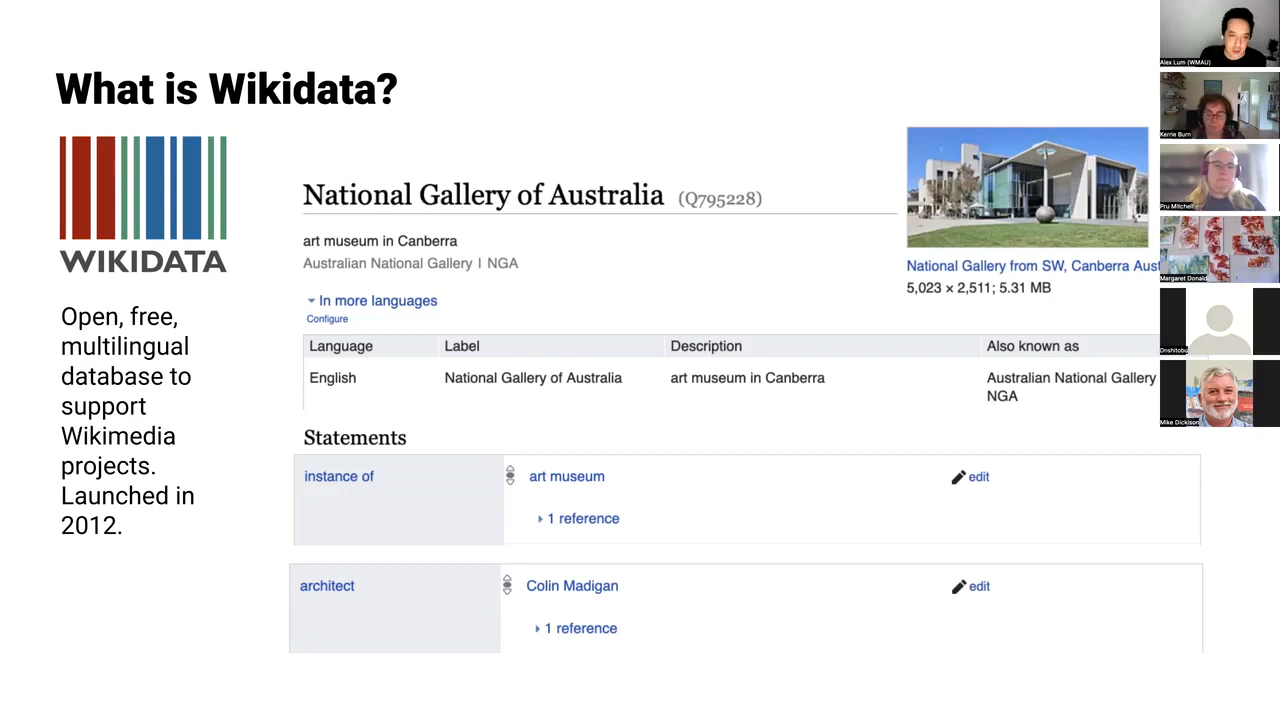 What is Wikidata?
WIKIDATA
Open, free,
multilingual
database to
support
Wikimedia
projects.
Launched in
2012.
National Gallery of Australia (Q795228)
art museum in Canberra
Australian National Gallery | NGA
In more languages
Configure
Language Label Description Also known as
English National Gallery of Australia art museum in Canberra Australian National Gallery
NGA
National Gallery from SW, Canberra Aust
5,023 × 2,511; 5.31 MB
Statements
instance of art museum edit
1 reference
architect Colin Madigan edit
1 reference
Alex Lum (WMAU)
Kerrie Burn
Pru Mitchell
Margaret Donald
Dnshitobu
Mike Dickison